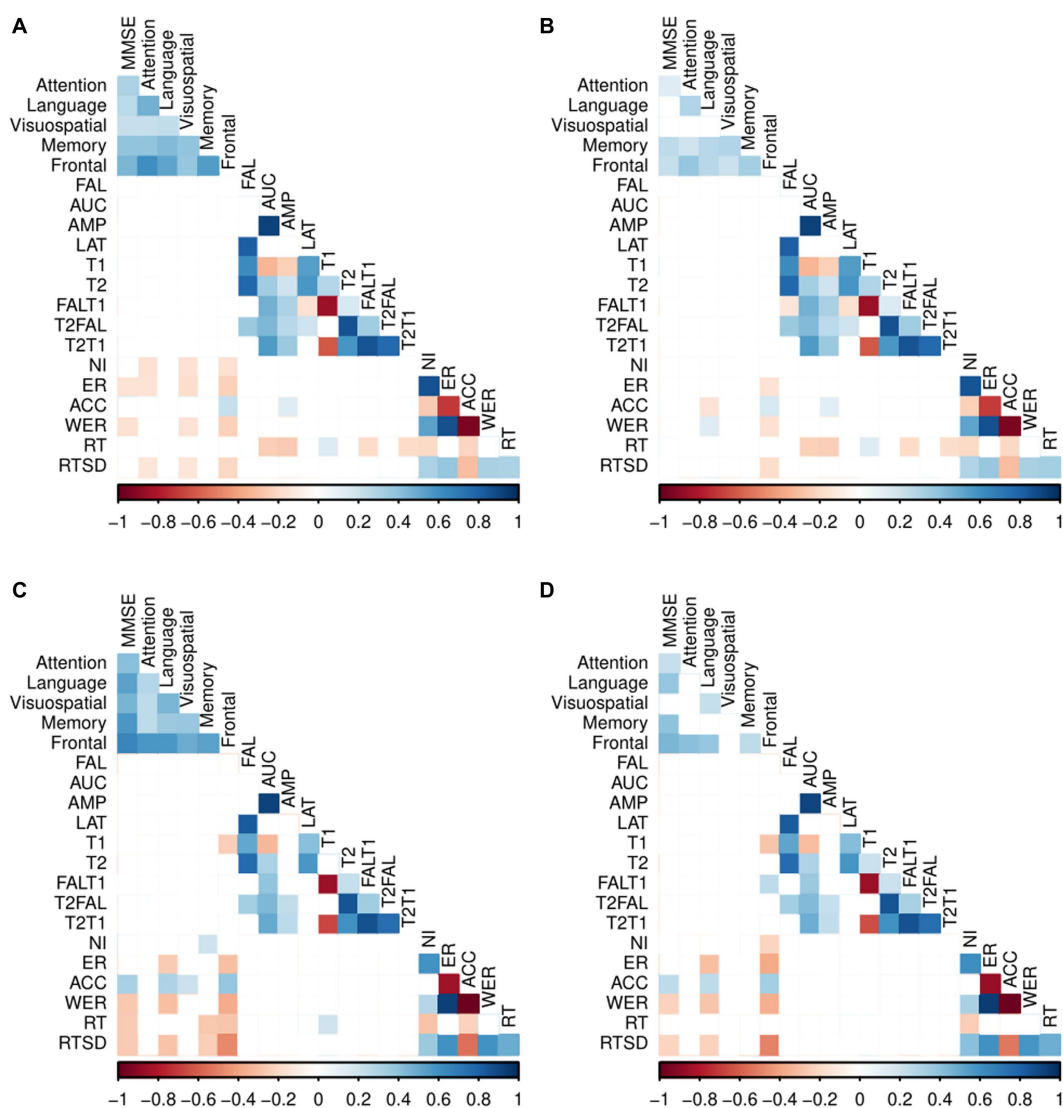 A
MMSE
Attention
Language
Visuospatial
Memory
Frontal
FAL
AUC
AMP
LAT
T1
T2
FALT1
T2FAL
T2T1
NI
ER
ACC
WER
RT
Attention
Language
Visuospatial
Memory
Frontal
FAL
AUC
AMP
LAT
T1
T2
FALT1
T2FAL
T2T1
NI
ER
ACC
WER
RT
RTSD
−1 −0.8 −0.6 −0.4 −0.2 0 0.2 0.4 0.6 0.8 1
B
MMSE
Attention
Language
Visuospatial
Memory
Frontal
FAL
AUC
AMP
LAT
T1
T2
FALT1
T2FAL
T2T1
NI
ER
ACC
WER
RT
Attention
Language
Visuospatial
Memory
Frontal
FAL
AUC
AMP
LAT
T1
T2
FALT1
T2FAL
T2T1
NI
ER
ACC
WER
RT
RTSD
−1 −0.8 −0.6 −0.4 −0.2 0 0.2 0.4 0.6 0.8 1
C
MMSE
Attention
Language
Visuospatial
Memory
Frontal
FAL
AUC
AMP
LAT
T1
T2
FALT1
T2FAL
T2T1
NI
ER
ACC
WER
RT
Attention
Language
Visuospatial
Memory
Frontal
FAL
AUC
AMP
LAT
T1
T2
FALT1
T2FAL
T2T1
NI
ER
ACC
WER
RT
RTSD
−1 −0.8 −0.6 −0.4 −0.2 0 0.2 0.4 0.6 0.8 1
D
MMSE
Attention
Language
Visuospatial
Memory
Frontal
FAL
AUC
AMP
LAT
T1
T2
FALT1
T2FAL
T2T1
NI
ER
ACC
WER
RT
Attention
Language
Visuospatial
Memory
Frontal
FAL
AUC
AMP
LAT
T1
T2
FALT1
T2FAL
T2T1
NI
ER
ACC
WER
RT
RTSD
−1 −0.8 −0.6 −0.4 −0.2 0 0.2 0.4 0.6 0.8 1